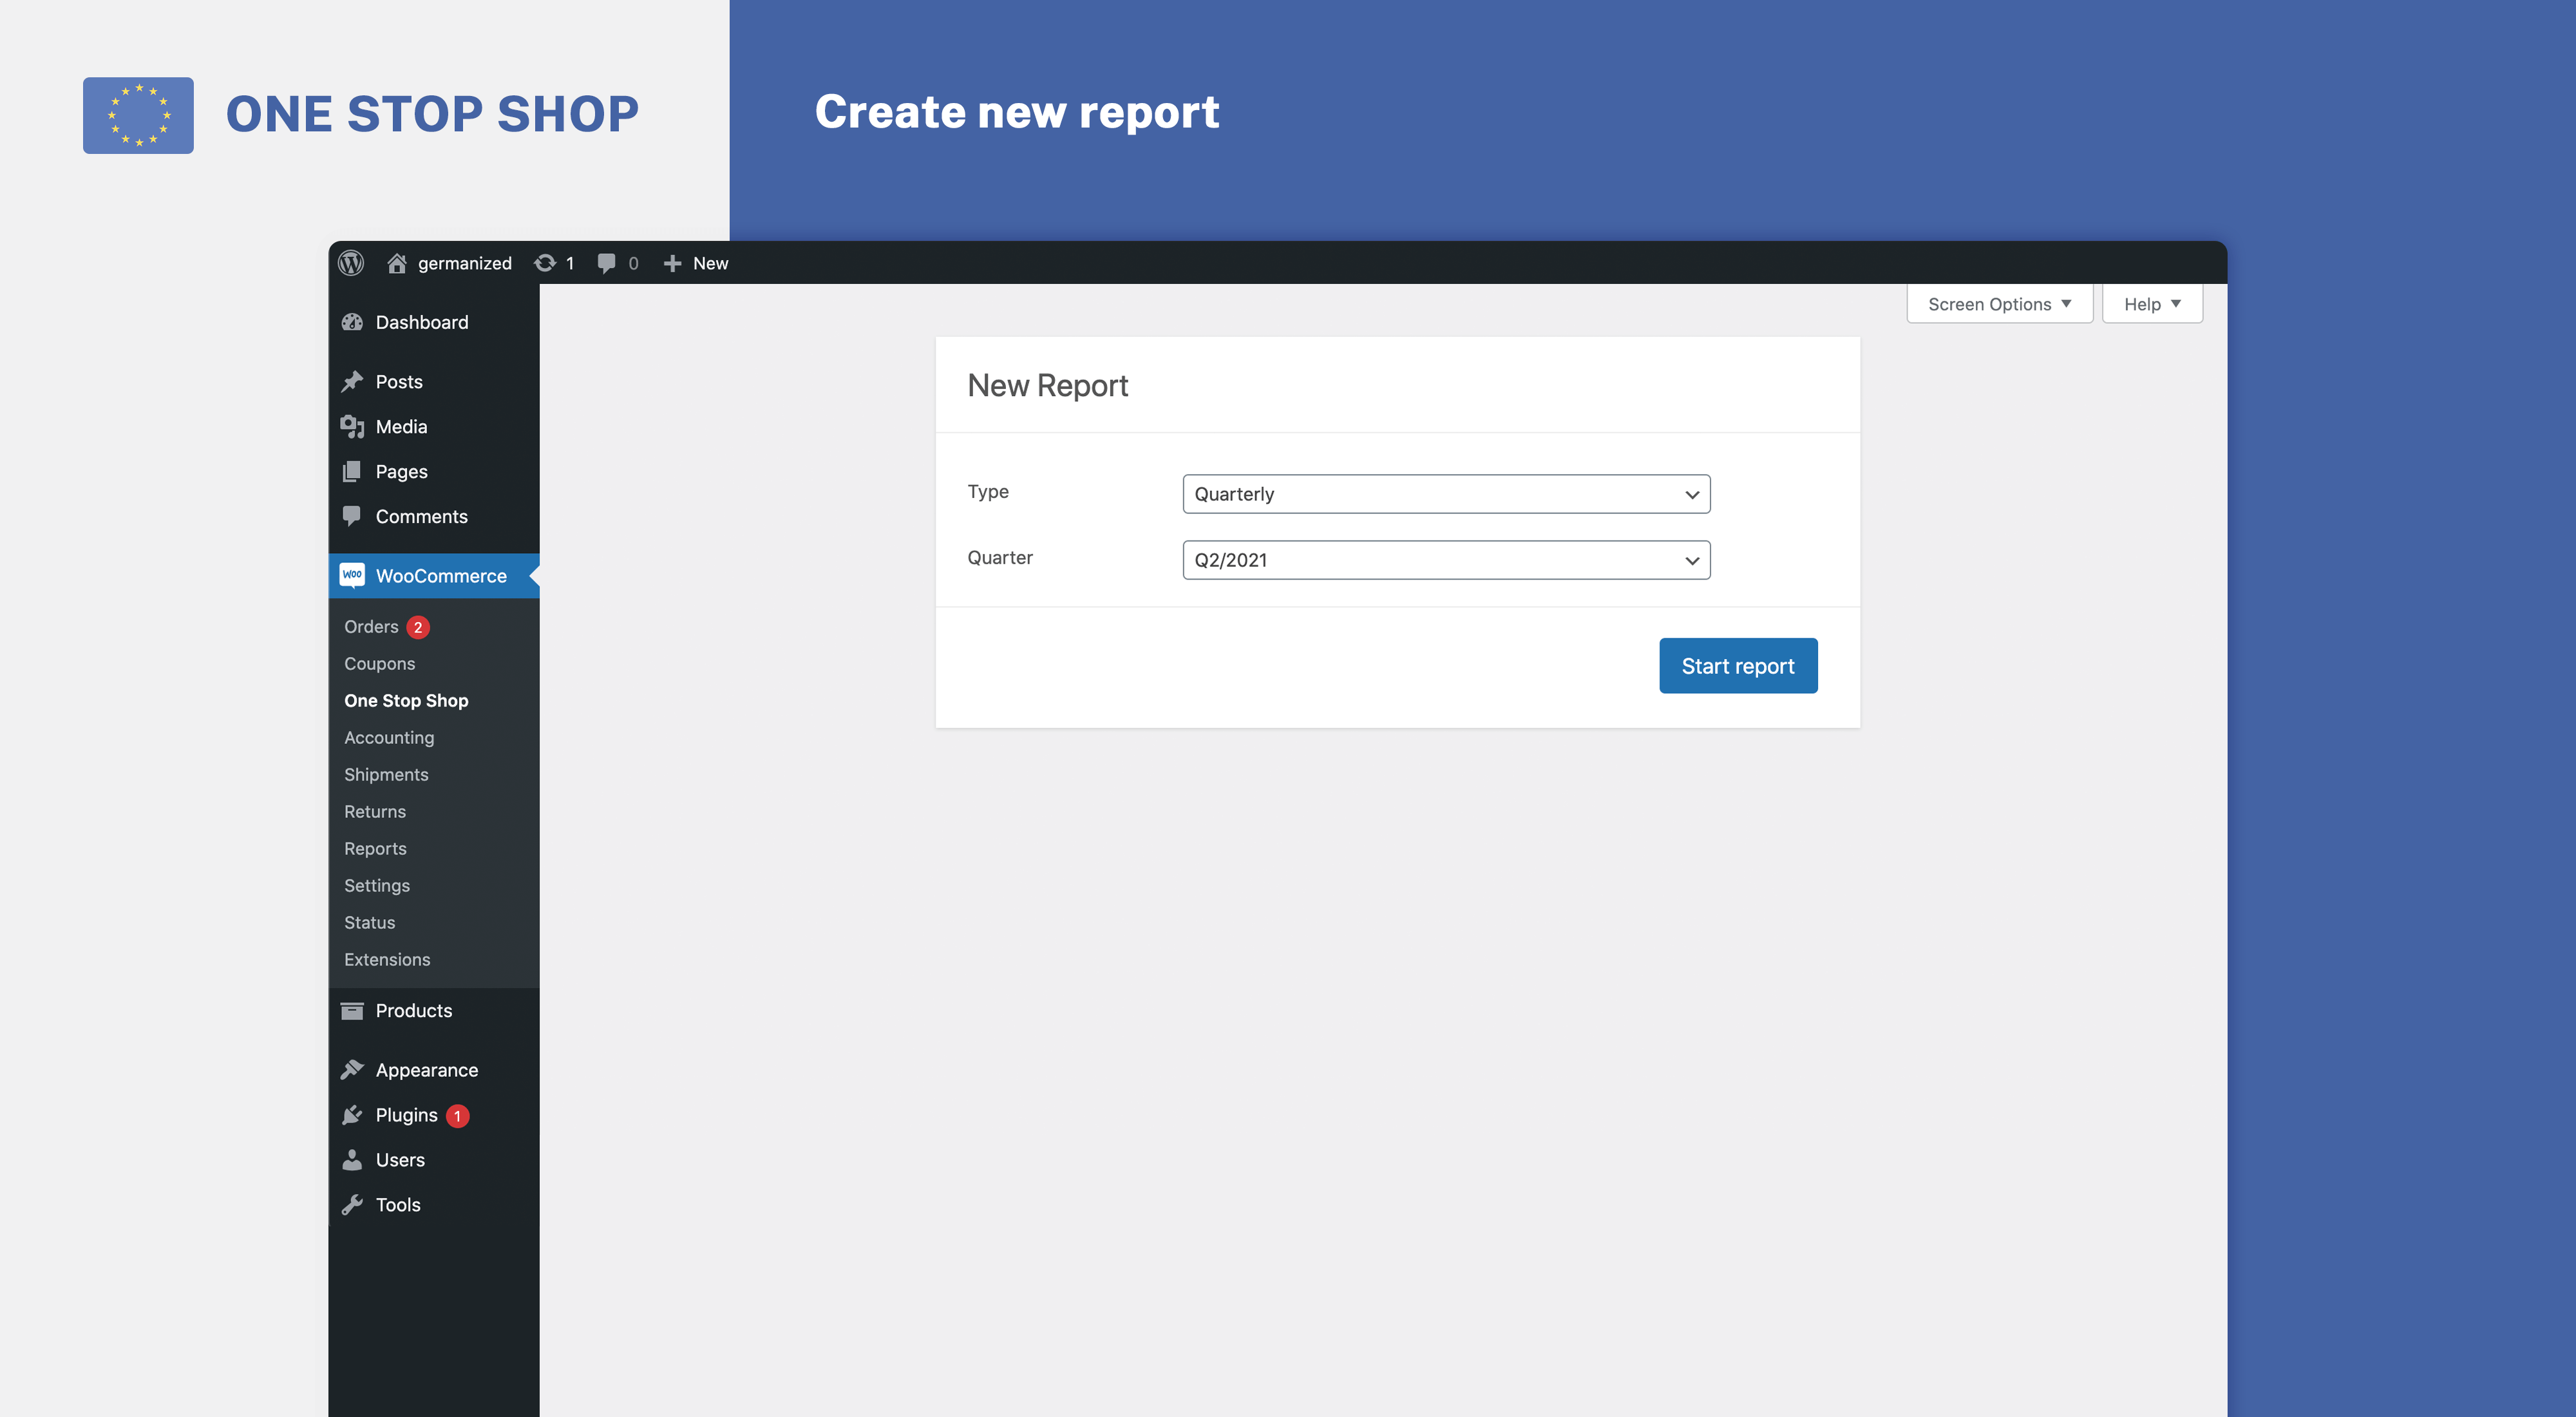 ONE STOP SHOP
Create new report
germanized 1 0 New
Screen Options Help
Dashboard
Posts
Media
Pages
Comments
woo WooCommerce
Orders 2
Coupons
One Stop Shop
Accounting
Shipments
Returns
Reports
Settings
Status
Extensions
Products
Appearance
Plugins 1
Users
Tools
New Report
Type Quarterly
Quarter Q2/2021
Start report